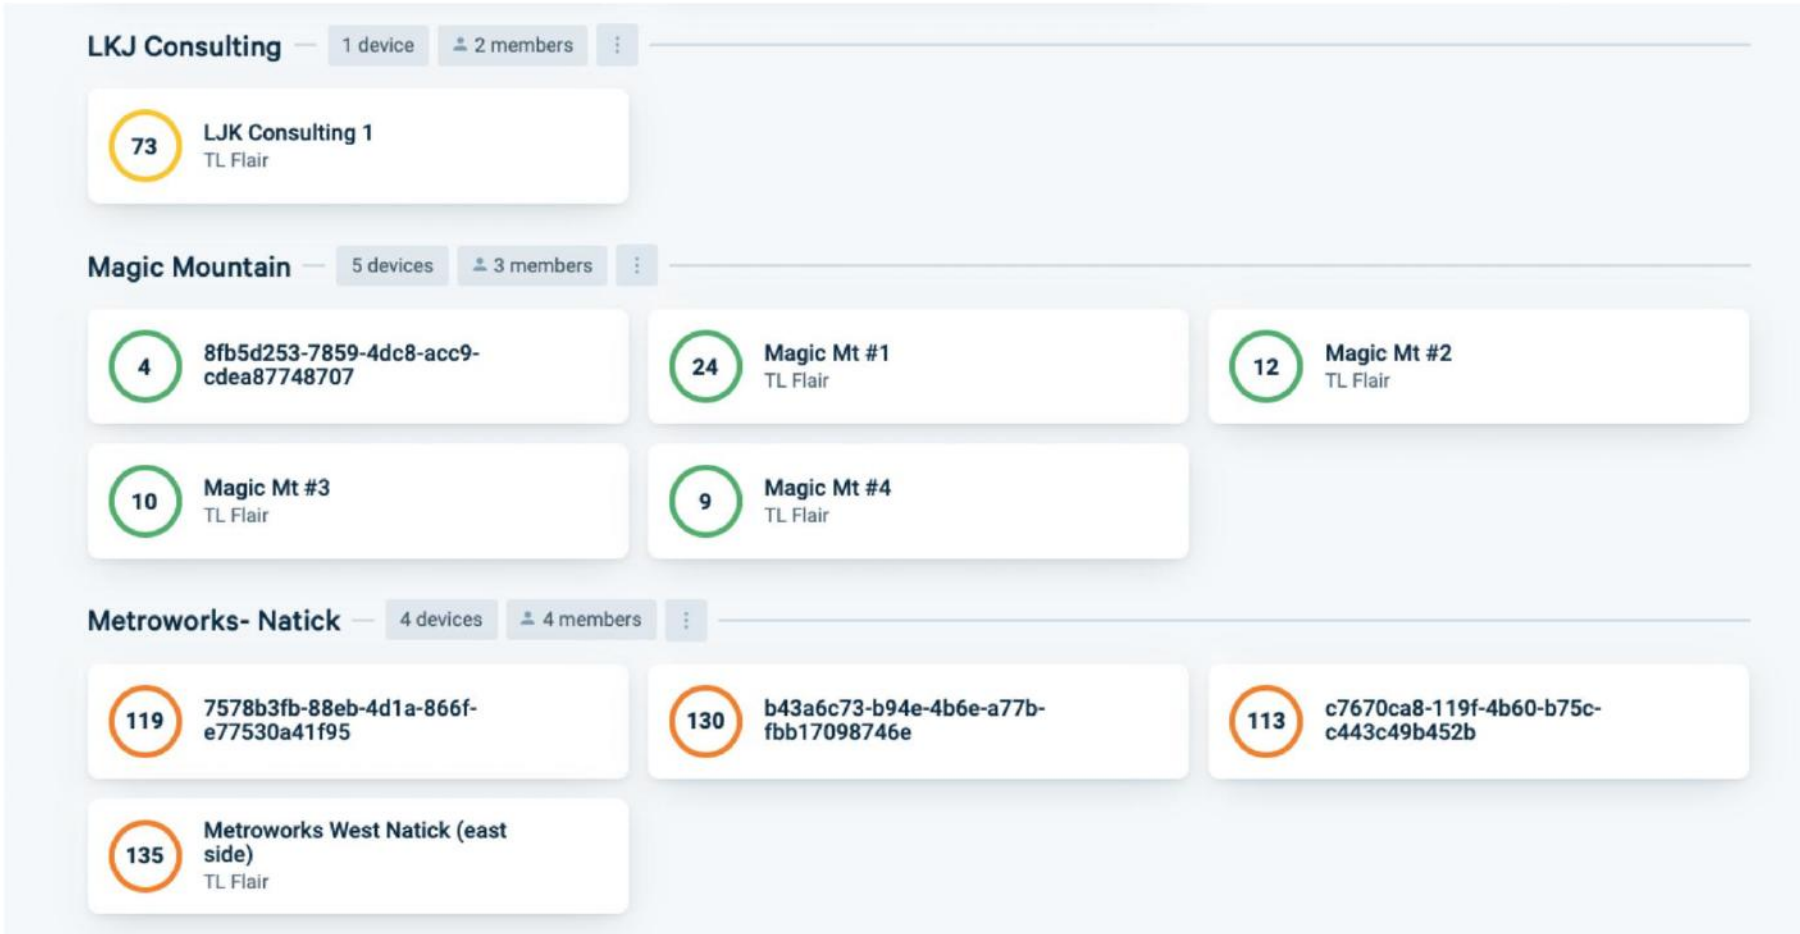 LKJ Consulting
1 device
2 members
73
LJK Consulting 1
TL Flair
Magic Mountain
5 devices
3 members
4
8fb5d253-7859-4dc8-acc9-
cdea87748707
24
Magic Mt #1
TL Flair
12
Magic Mt #2
TL Flair
10
Magic Mt #3
TL Flair
9
Magic Mt #4
TL Flair
Metroworks- Natick
4 devices
4 members
119
7578b3fb-88eb-4d1a-866f-
e77530a41f95
130
b43a6c73-b94e-4b6e-a77b-
fbb17098746e
113
c7670ca8-119f-4b60-b75c-
c443c49b452b
135
Metroworks West Natick (east
side)
TL Flair